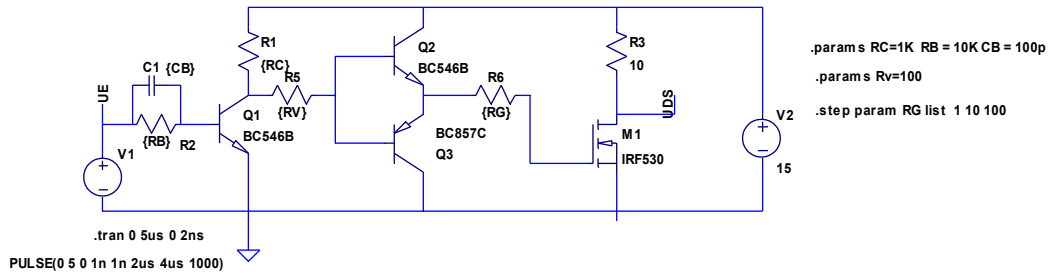 C1 {CB}
UE
{RB}
R2
V1
R1
{RC}
R5
{RV}
Q1
BC546B
Q2
BC546B
BC857C
Q3
R6
{RG}
R3
10
UDS
M1
IRF530
V2
15
.params RC=1K RB = 10K CB = 100p
.params Rv=100
.step param RG list 1 10 100
.tran 0 5us 0 2ns
PULSE(0 5 0 1n 1n 2us 4us 1000)